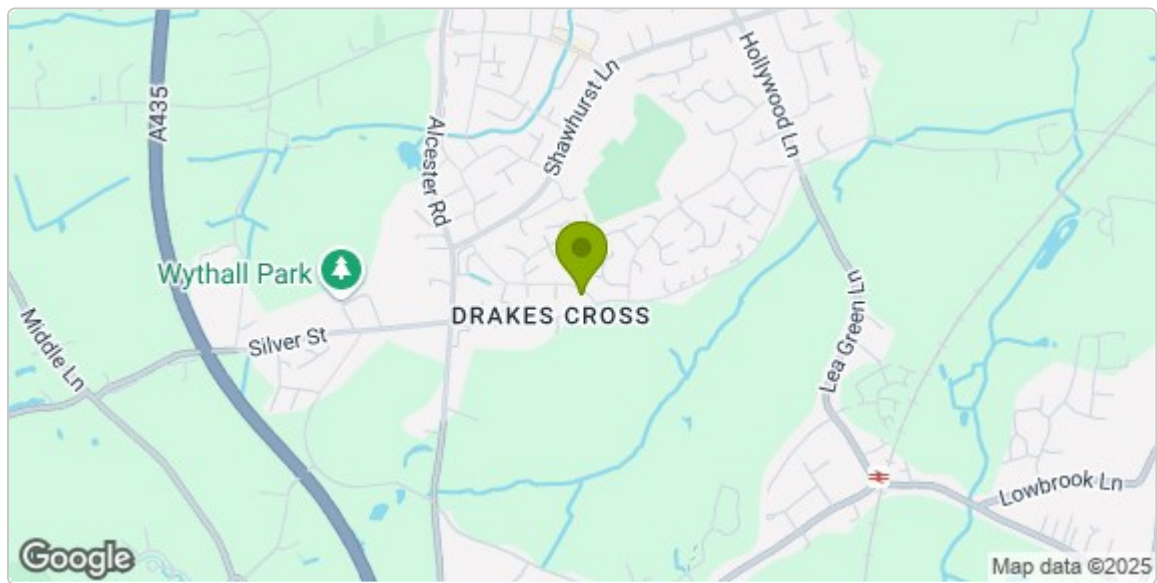 A435
Alcester Rd
Shawhurst Ln
Hollywood Ln
Wythall Park
DRAKES CROSS
Silver St
Middle Ln
Lea Green Ln
Lowbrook Ln
Google
Map data ©2025